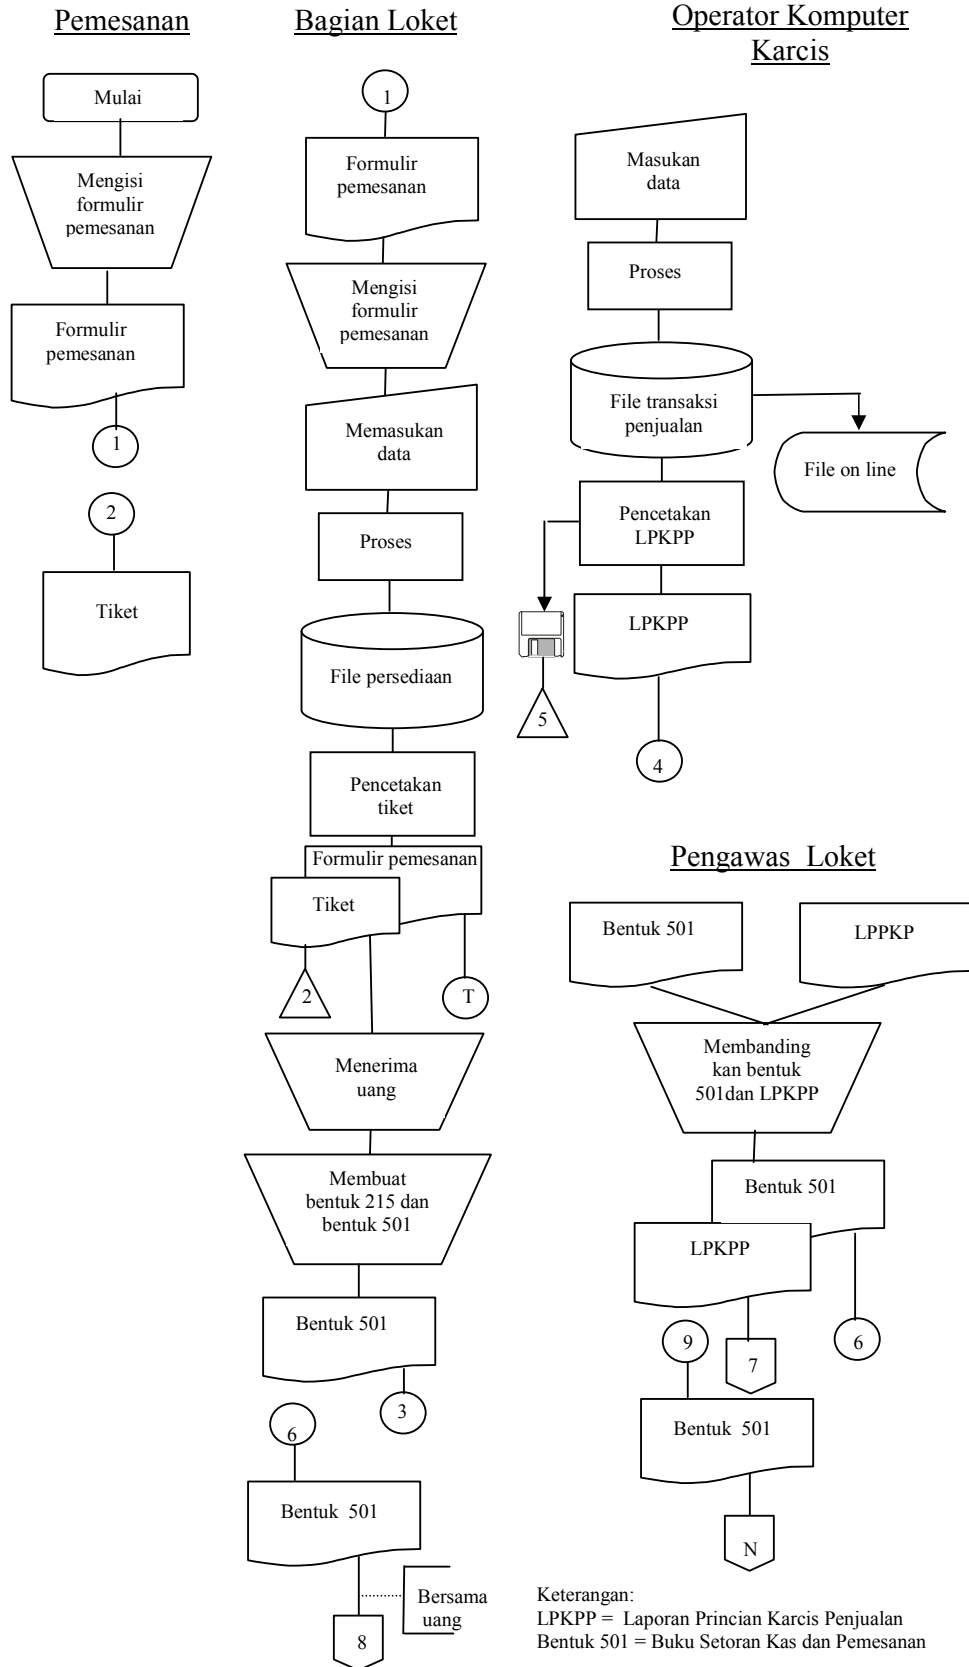 Pemesanan
Mulai
Mengisi
formulir
pemesanan
Formulir
pemesanan
1
2
Tiket
Bagian Loket
1
Formulir
pemesanan
Mengisi
formulir
pemesanan
Memasukan
data
Proses
File persediaan
Pencetakan
tiket
Formulir pemesanan
Tiket
2
T
Menerima
uang
Membuat
bentuk 215 dan
bentuk 501
Bentuk 501
3
6
Bentuk 501
Bersama
uang
8
Operator Komputer
Karcis
Masukan
data
Proses
File transaksi
penjualan
File on line
Pencetakan
LPKPP
LPKPP
5
4
Pengawas Loket
Bentuk 501
LPPKP
Membanding
kan bentuk
501dan LPKPP
Bentuk 501
LPKPP
6
7
9
Bentuk 501
N
Keterangan:
LPKPP = Laporan Princian Karcis Penjualan
Bentuk 501 = Buku Setoran Kas dan Pemesanan